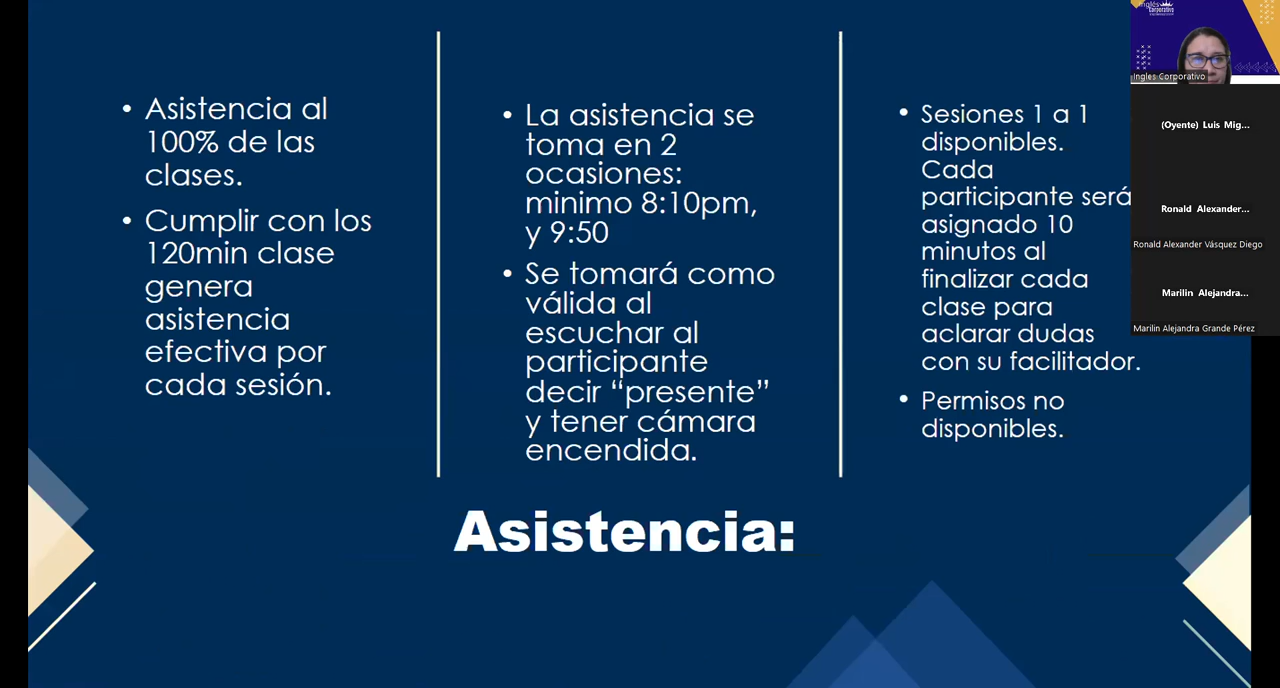 • Asistencia al
100% de las
clases.
• Cumplir con los
120min clase
genera
asistencia
efectiva por
cada sesión.
• La asistencia se
toma en 2
ocasiones:
minimo 8:10pm,
y 9:50
• Se tomará como
válida al
escuchar al
participante
decir “presente”
y tener cámara
encendida.
• Sesiones 1 a 1
disponibles.
Cada
participante será
asignado 10
minutos al
finalizar cada
clase para
aclarar dudas
con su facilitador.
• Permisos no
disponibles.
Asistencia:
Inglés
Corporativo
Ingles Corporativo
(Oyente) Luis Mig...
Ronald Alexander...
Ronald Alexander Vásquez Diego
Marilin Alejandra...
Marilin Alejandra Grande Pérez